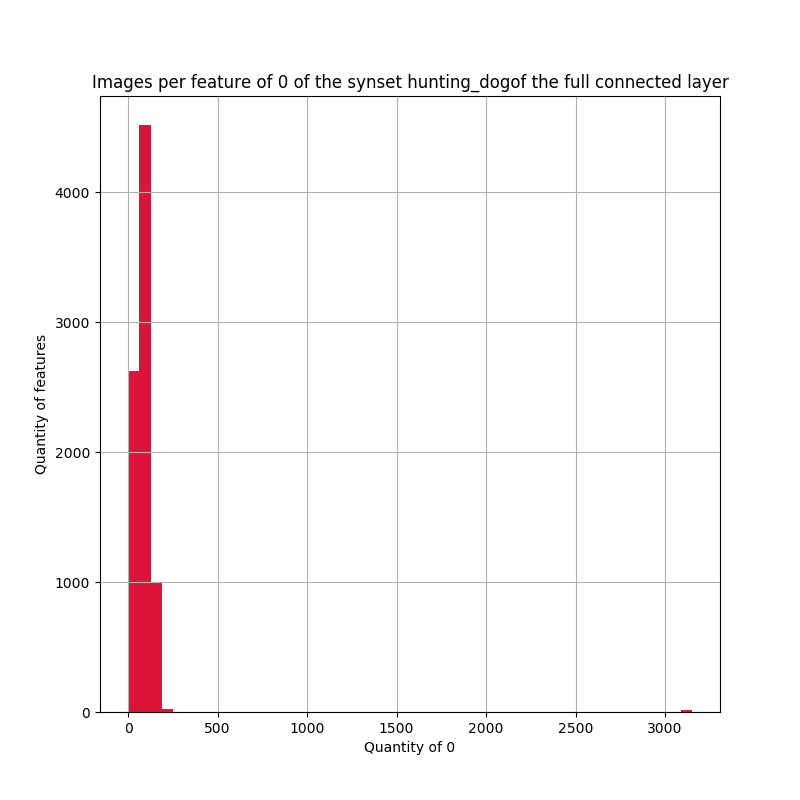 Images per feature of 0 of the synset hunting_dogof the full connected layer
Quantity of features
4000
3000
2000
1000
0
0 500 1000 1500 2000 2500 3000
Quantity of 0